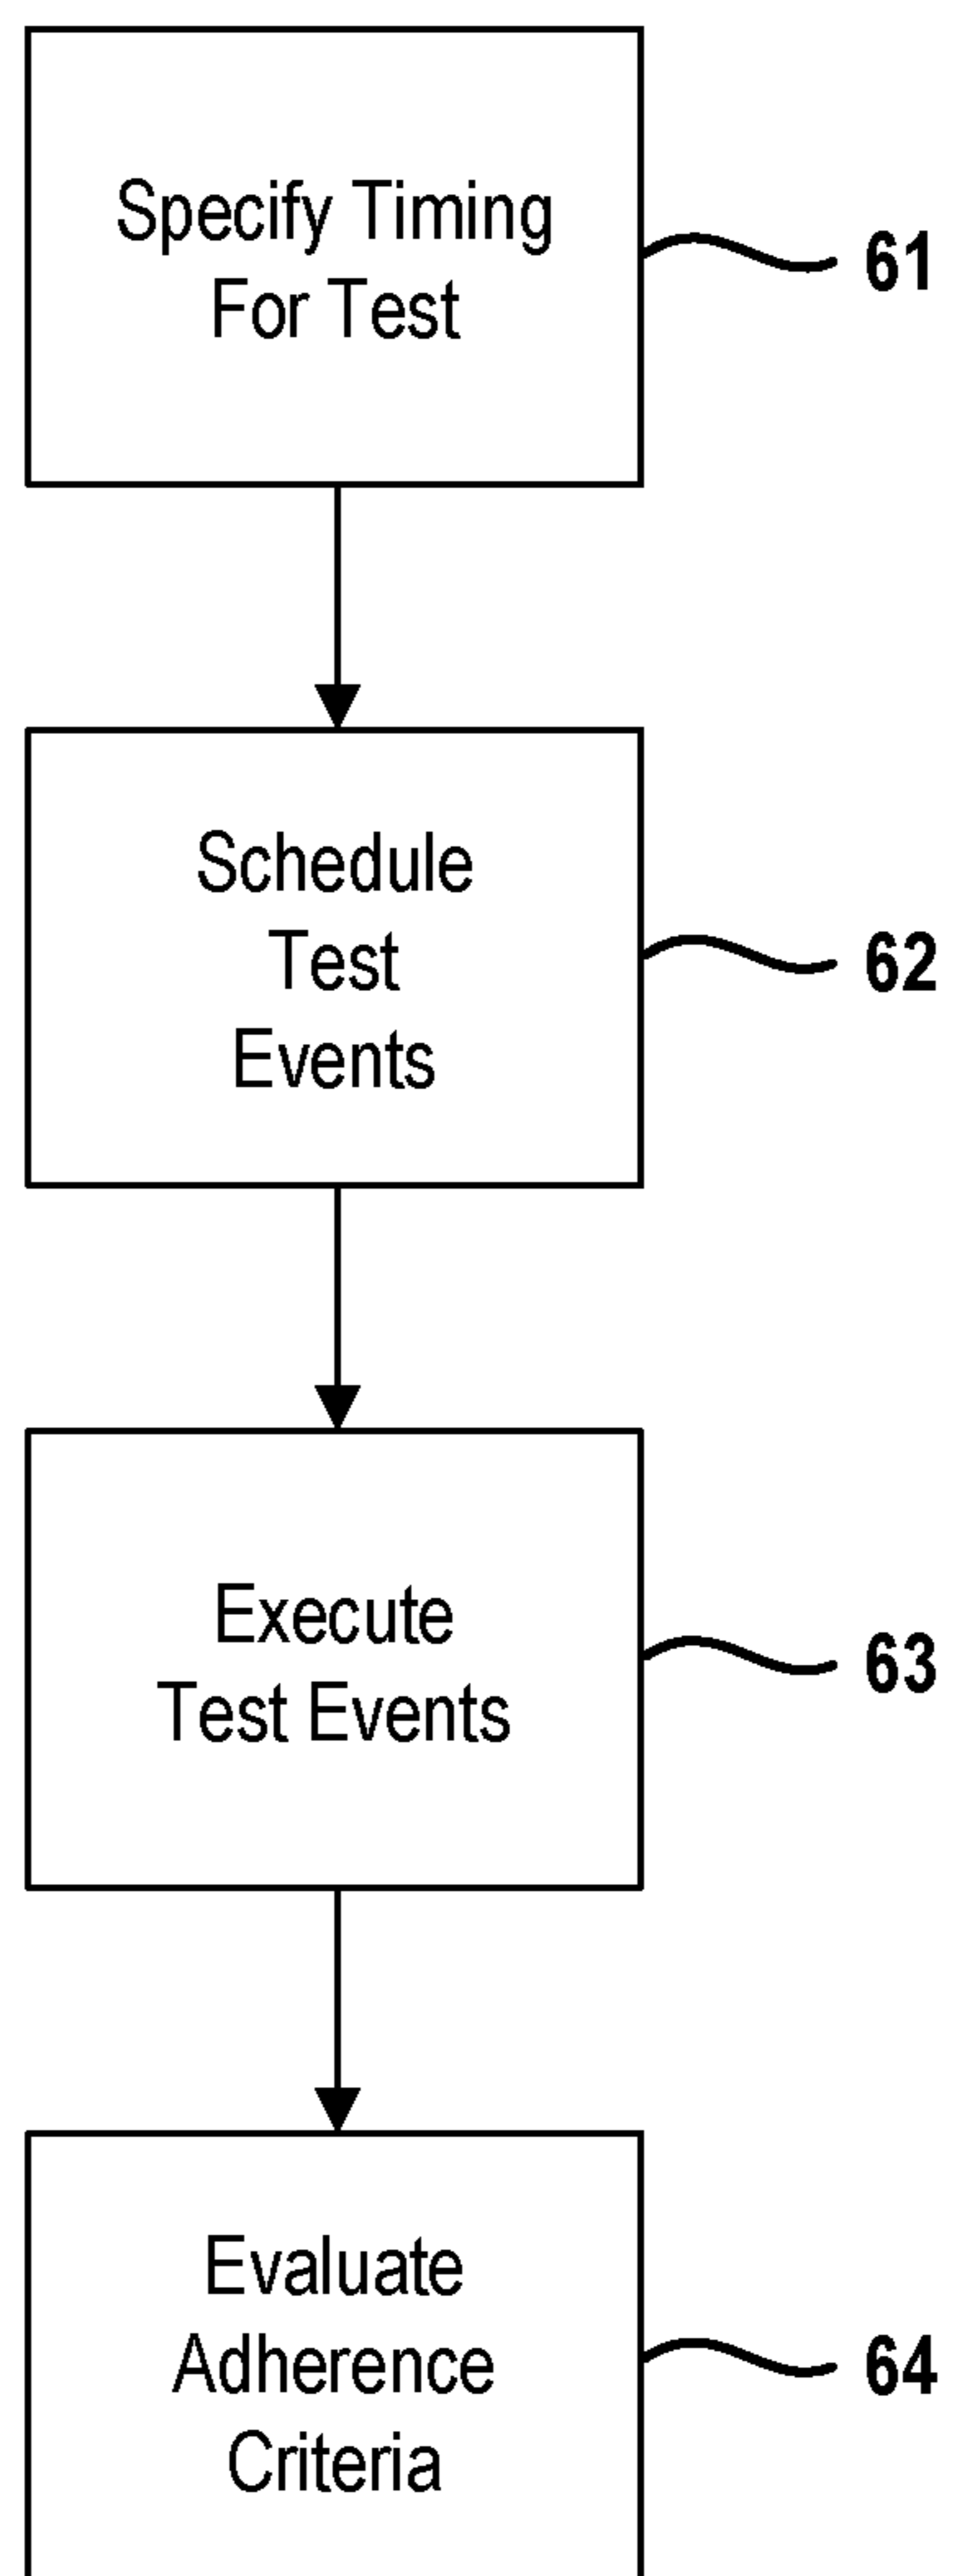 Specify Timing
For Test
61
Schedule
Test
Events
62
Execute
Test Events
63
Evaluate
Adherence
Criteria
64